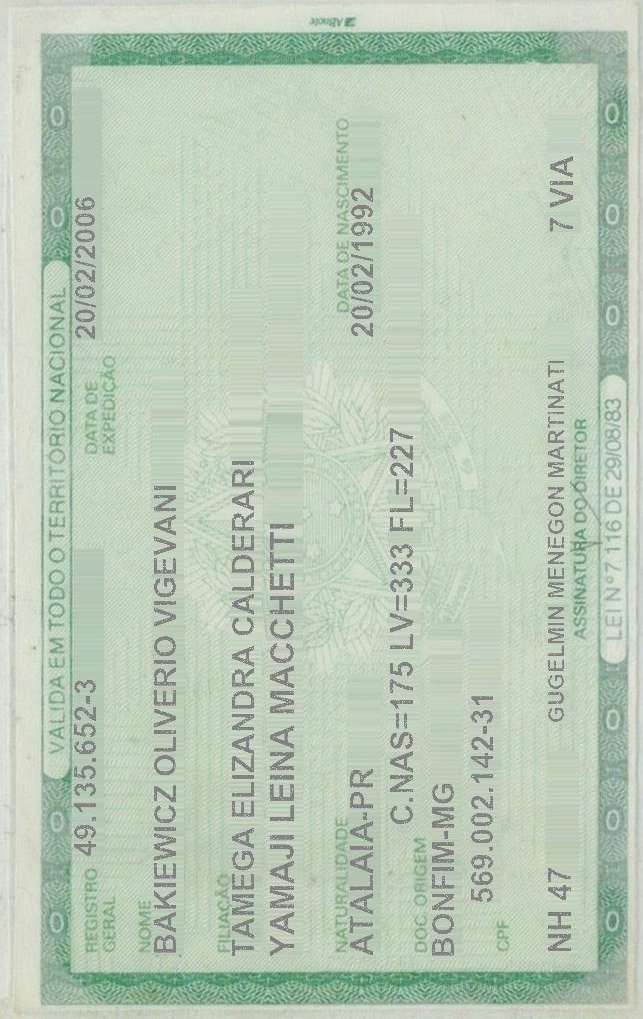 VALIDA EM TODO O TERRITÓRIO NACIONAL
REGISTRO GERAL 49.135.652-3 DATA DE EXPEDIÇÃO 20/02/2006
NOME
BAKIEWICZ OLIVERIO VIGEVANI
FILIAÇÃO
TAMEGA ELIZANDRA CALDERARI
YAMAJI LEINA MACCHETTI
NATURALIDADE DATA DE NASCIMENTO
ATALAIA-PR 20/02/1992
DOC ORIGEM C.NAS=175 LV=333 FL=227
BONFIM-MG
CPF 569.002.142-31
NH 47 GUGELMIN MENEGON MARTINATI 7 VIA
ASSINATURA DO DIRETOR
LEI Nº 7 116 DE 29/08/83